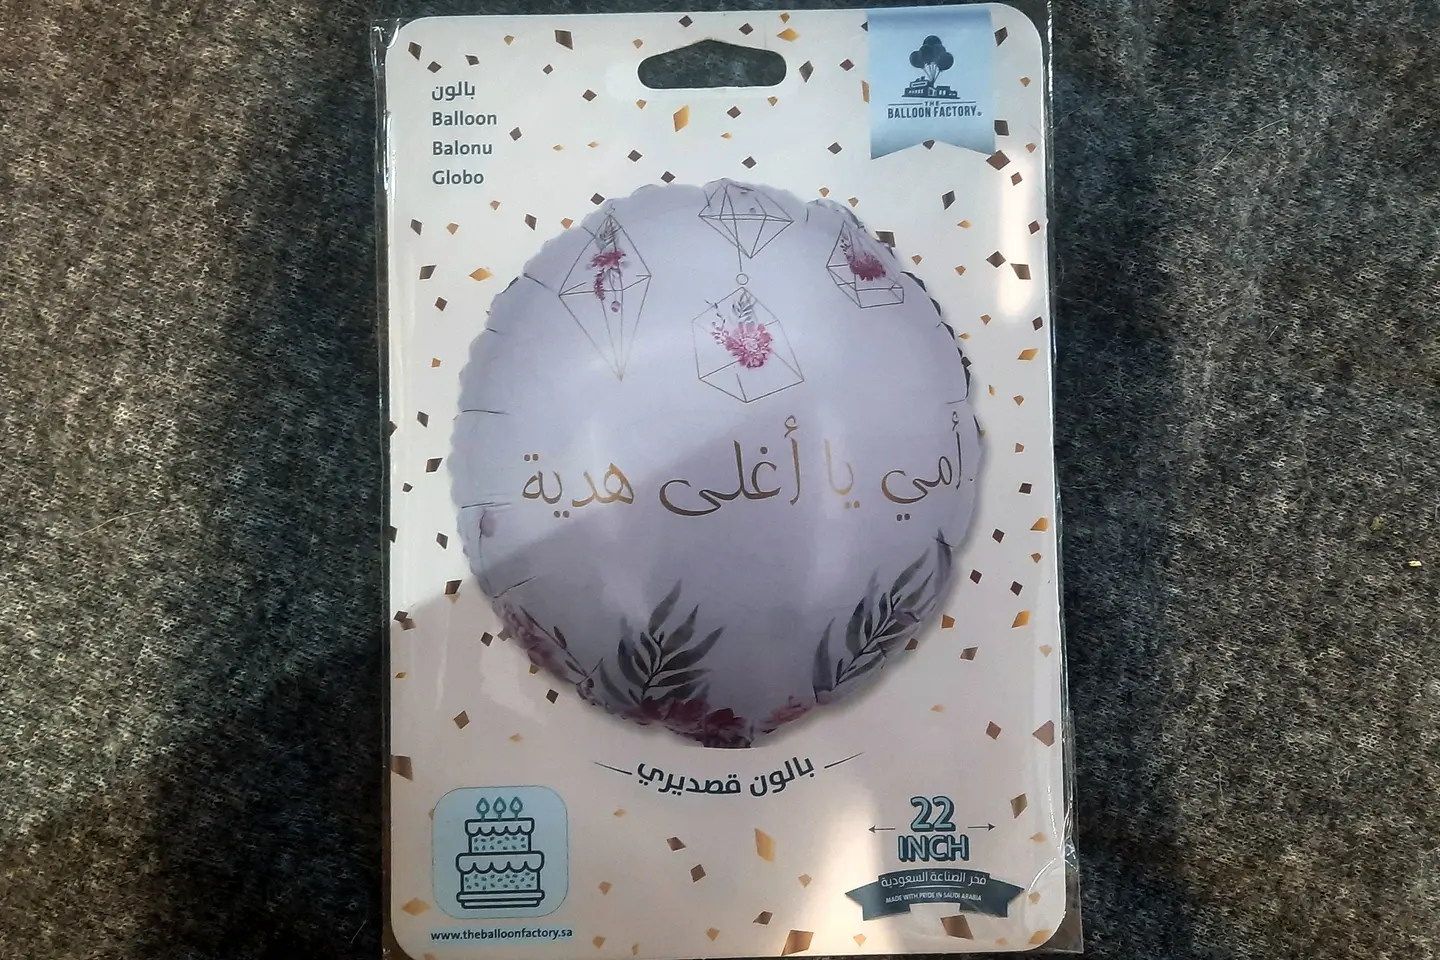 بالون
Balloon
Balonu
Globo
THE
BALLOON FACTORY
أمي يا أغلى هدية
بالون قصديري
22
INCH
فخر الصناعة السعودية
MADE WITH PRIDE IN SAUDI ARABIA
www.theballoonfactory.sa